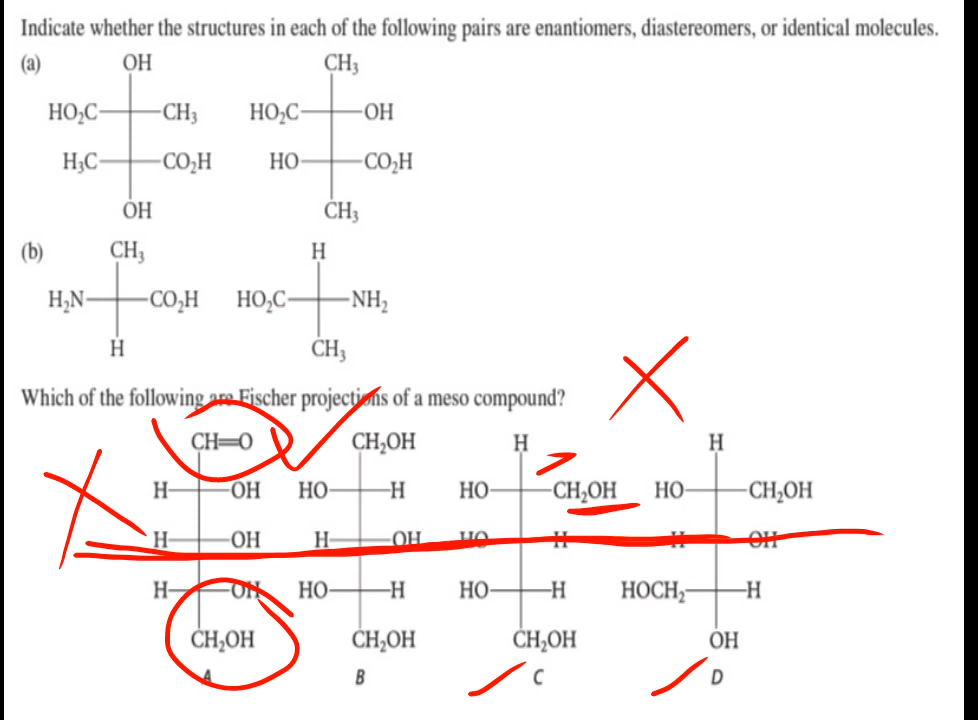 Indicate whether the structures in each of the following pairs are enantiomers, diastereomers, or identical molecules.
(a) OH CH₃
HO₂C CH₃ HO₂C OH
H₃C CO₂H HO CO₂H
OH CH₃
(b) CH₃ H
H₂N CO₂H HO₂C NH₂
H CH₃
Which of the following are Fischer projections of a meso compound?
CH=O CH₂OH H H
H OH HO H HO CH₂OH HO CH₂OH
H OH H OH HO H H OH
H OH HO H HO H HOCH₂ H
CH₂OH CH₂OH CH₂OH OH
A B C D